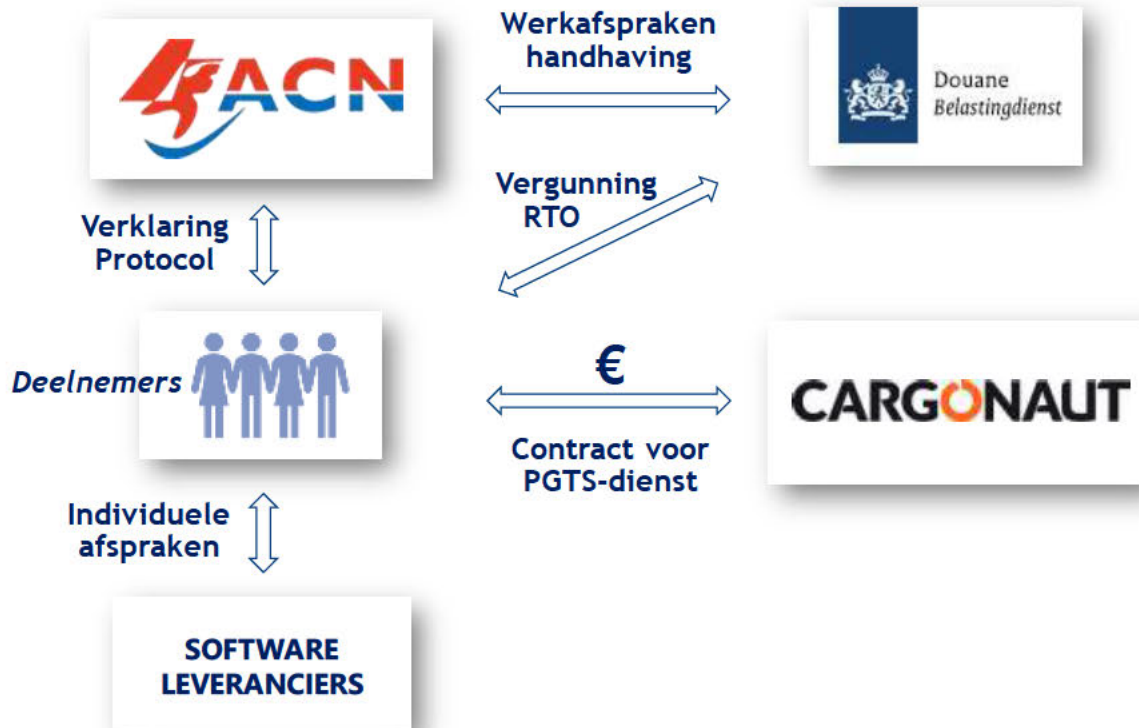 ACN
Werkafspraken
handhaving
Douane
Belastingdienst
Verklaring
Protocol
Vergunning
RTO
Deelnemers
€
CARGONAUT
Contract voor
PGTS-dienst
Individuele
afspraken
SOFTWARE
LEVERANCIERS